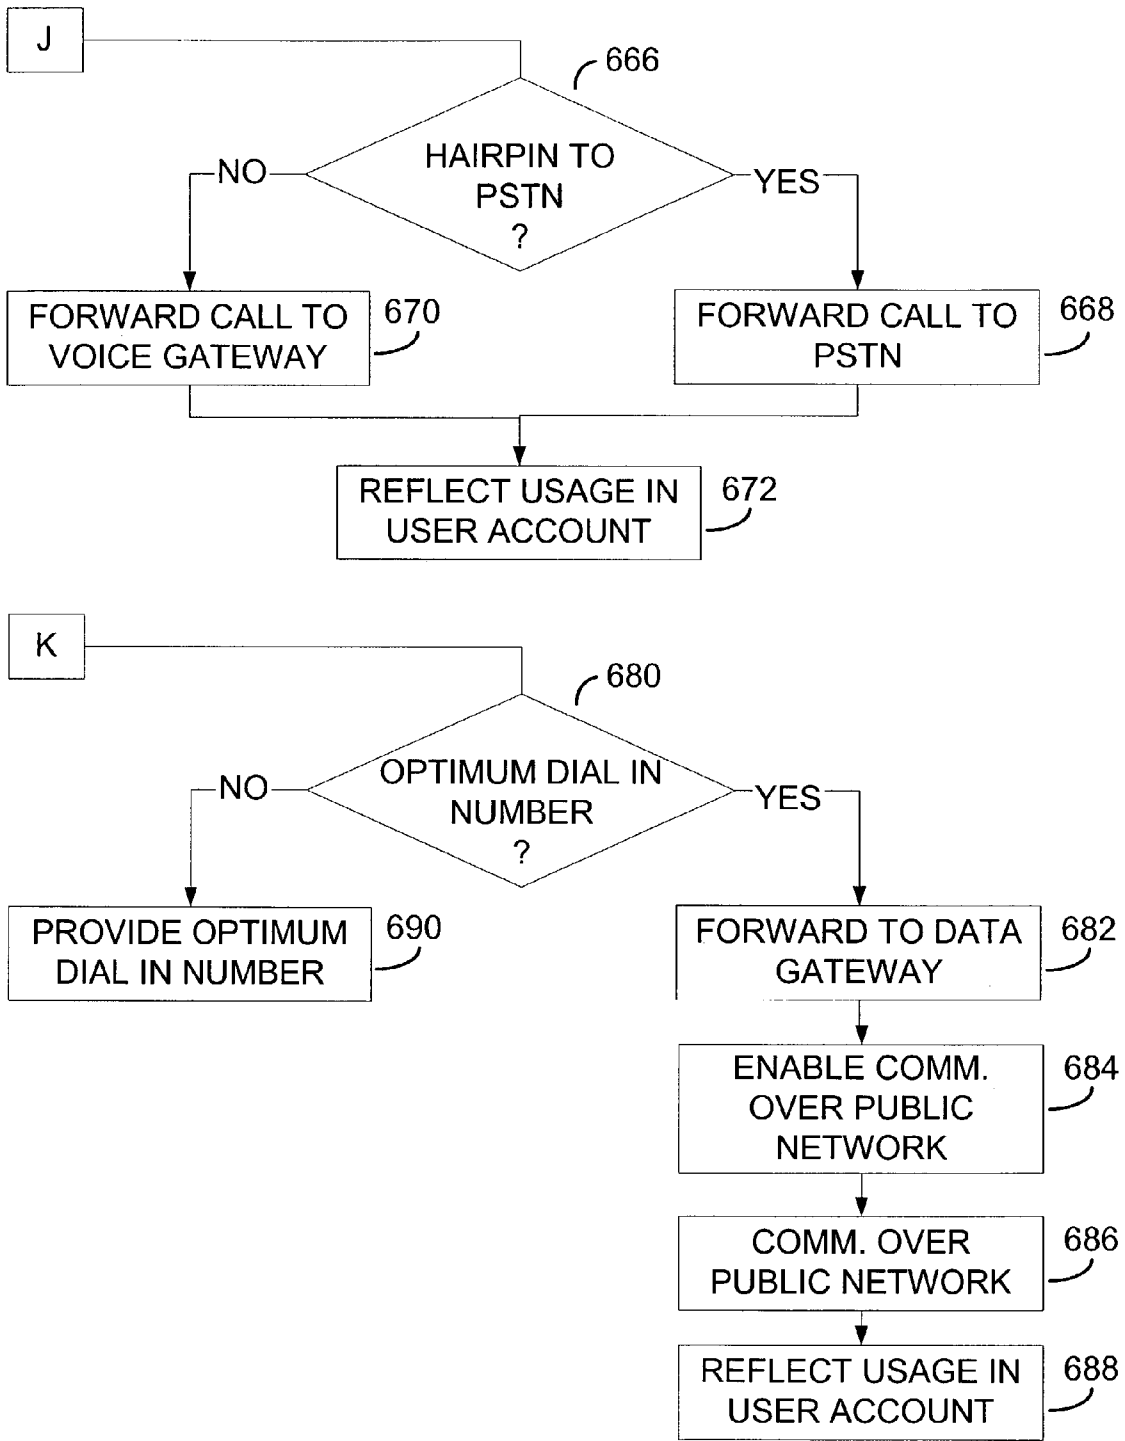 J
666
HAIRPIN TO
PSTN
?
NO
YES
FORWARD CALL TO
VOICE GATEWAY
670
FORWARD CALL TO
PSTN
668
REFLECT USAGE IN
USER ACCOUNT
672
K
680
OPTIMUM DIAL IN
NUMBER
?
NO
YES
PROVIDE OPTIMUM
DIAL IN NUMBER
690
FORWARD TO DATA
GATEWAY
682
ENABLE COMM.
OVER PUBLIC
NETWORK
684
COMM. OVER
PUBLIC NETWORK
686
REFLECT USAGE IN
USER ACCOUNT
688